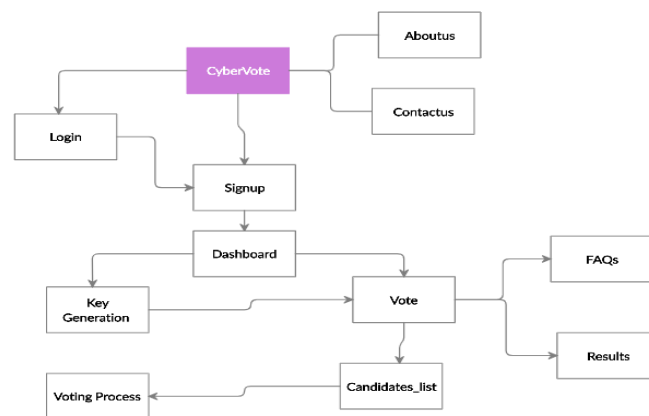 Aboutus
CyberVote
Contactus
Login
Signup
Dashboard
FAQs
Key
Generation
Vote
Results
Candidates_list
Voting Process